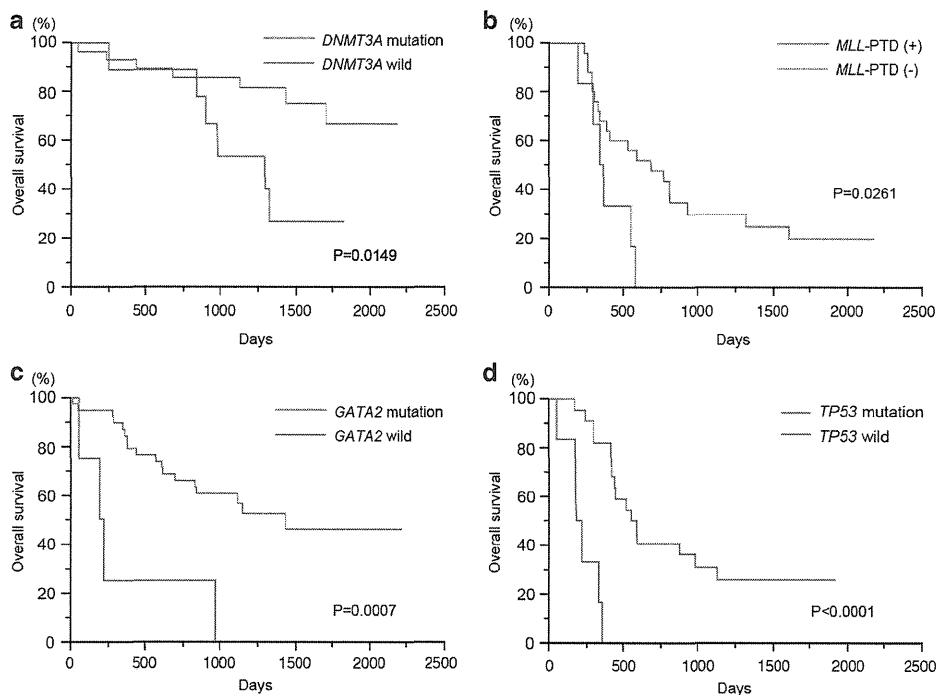 a
(%)
100
80
60
40
20
0
Overall survival
DNMT3A mutation
DNMT3A wild
P=0.0149
0 500 1000 1500 2000 2500
Days
b
(%)
100
80
60
40
20
0
Overall survival
MLL-PTD (+)
MLL-PTD (-)
P=0.0261
0 500 1000 1500 2000 2500
Days
c
(%)
100
80
60
40
20
0
Overall survival
GATA2 mutation
GATA2 wild
P=0.0007
0 500 1000 1500 2000 2500
Days
d
(%)
100
80
60
40
20
0
Overall survival
TP53 mutation
TP53 wild
P<0.0001
0 500 1000 1500 2000 2500
Days